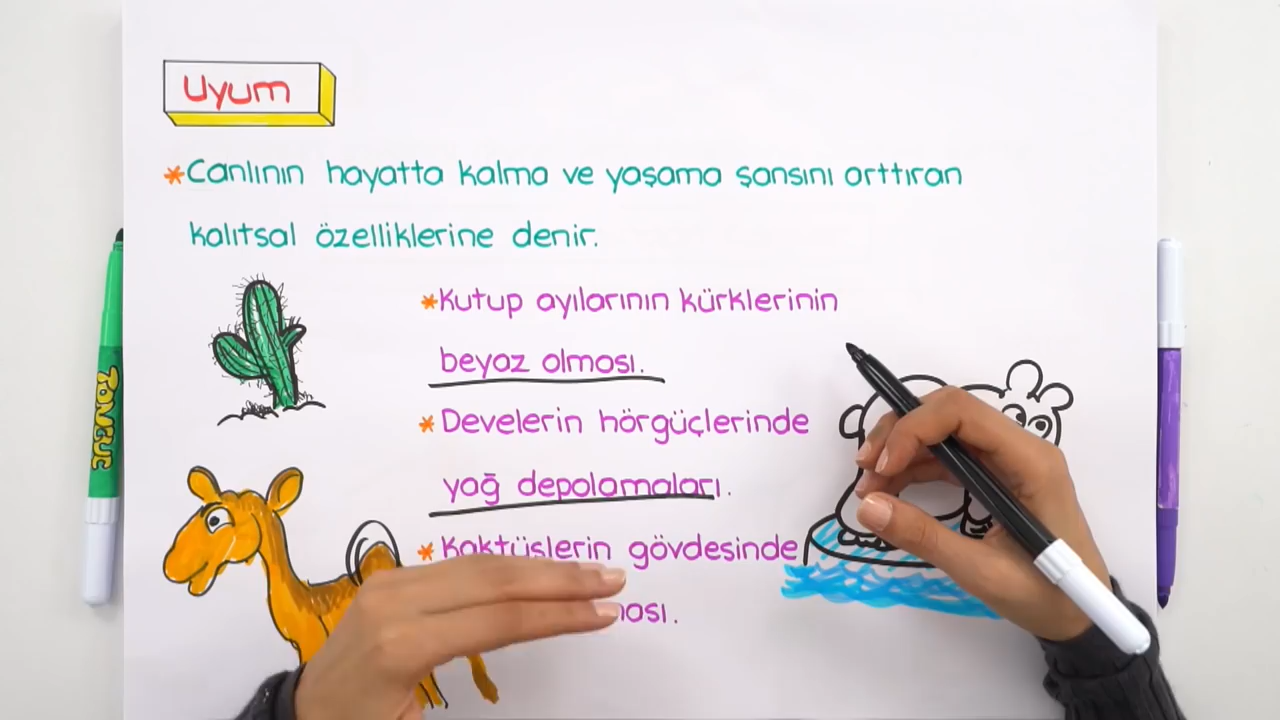 Uyum
*Canlının hayatta kalma ve yaşama şansını arttıran
kalıtsal özelliklerine denir.
*Kutup ayılarının kürklerinin
beyaz olması.
*Develerin hörgüçlerinde
yağ depolamaları.
*Kaktüslerin gövdesinde